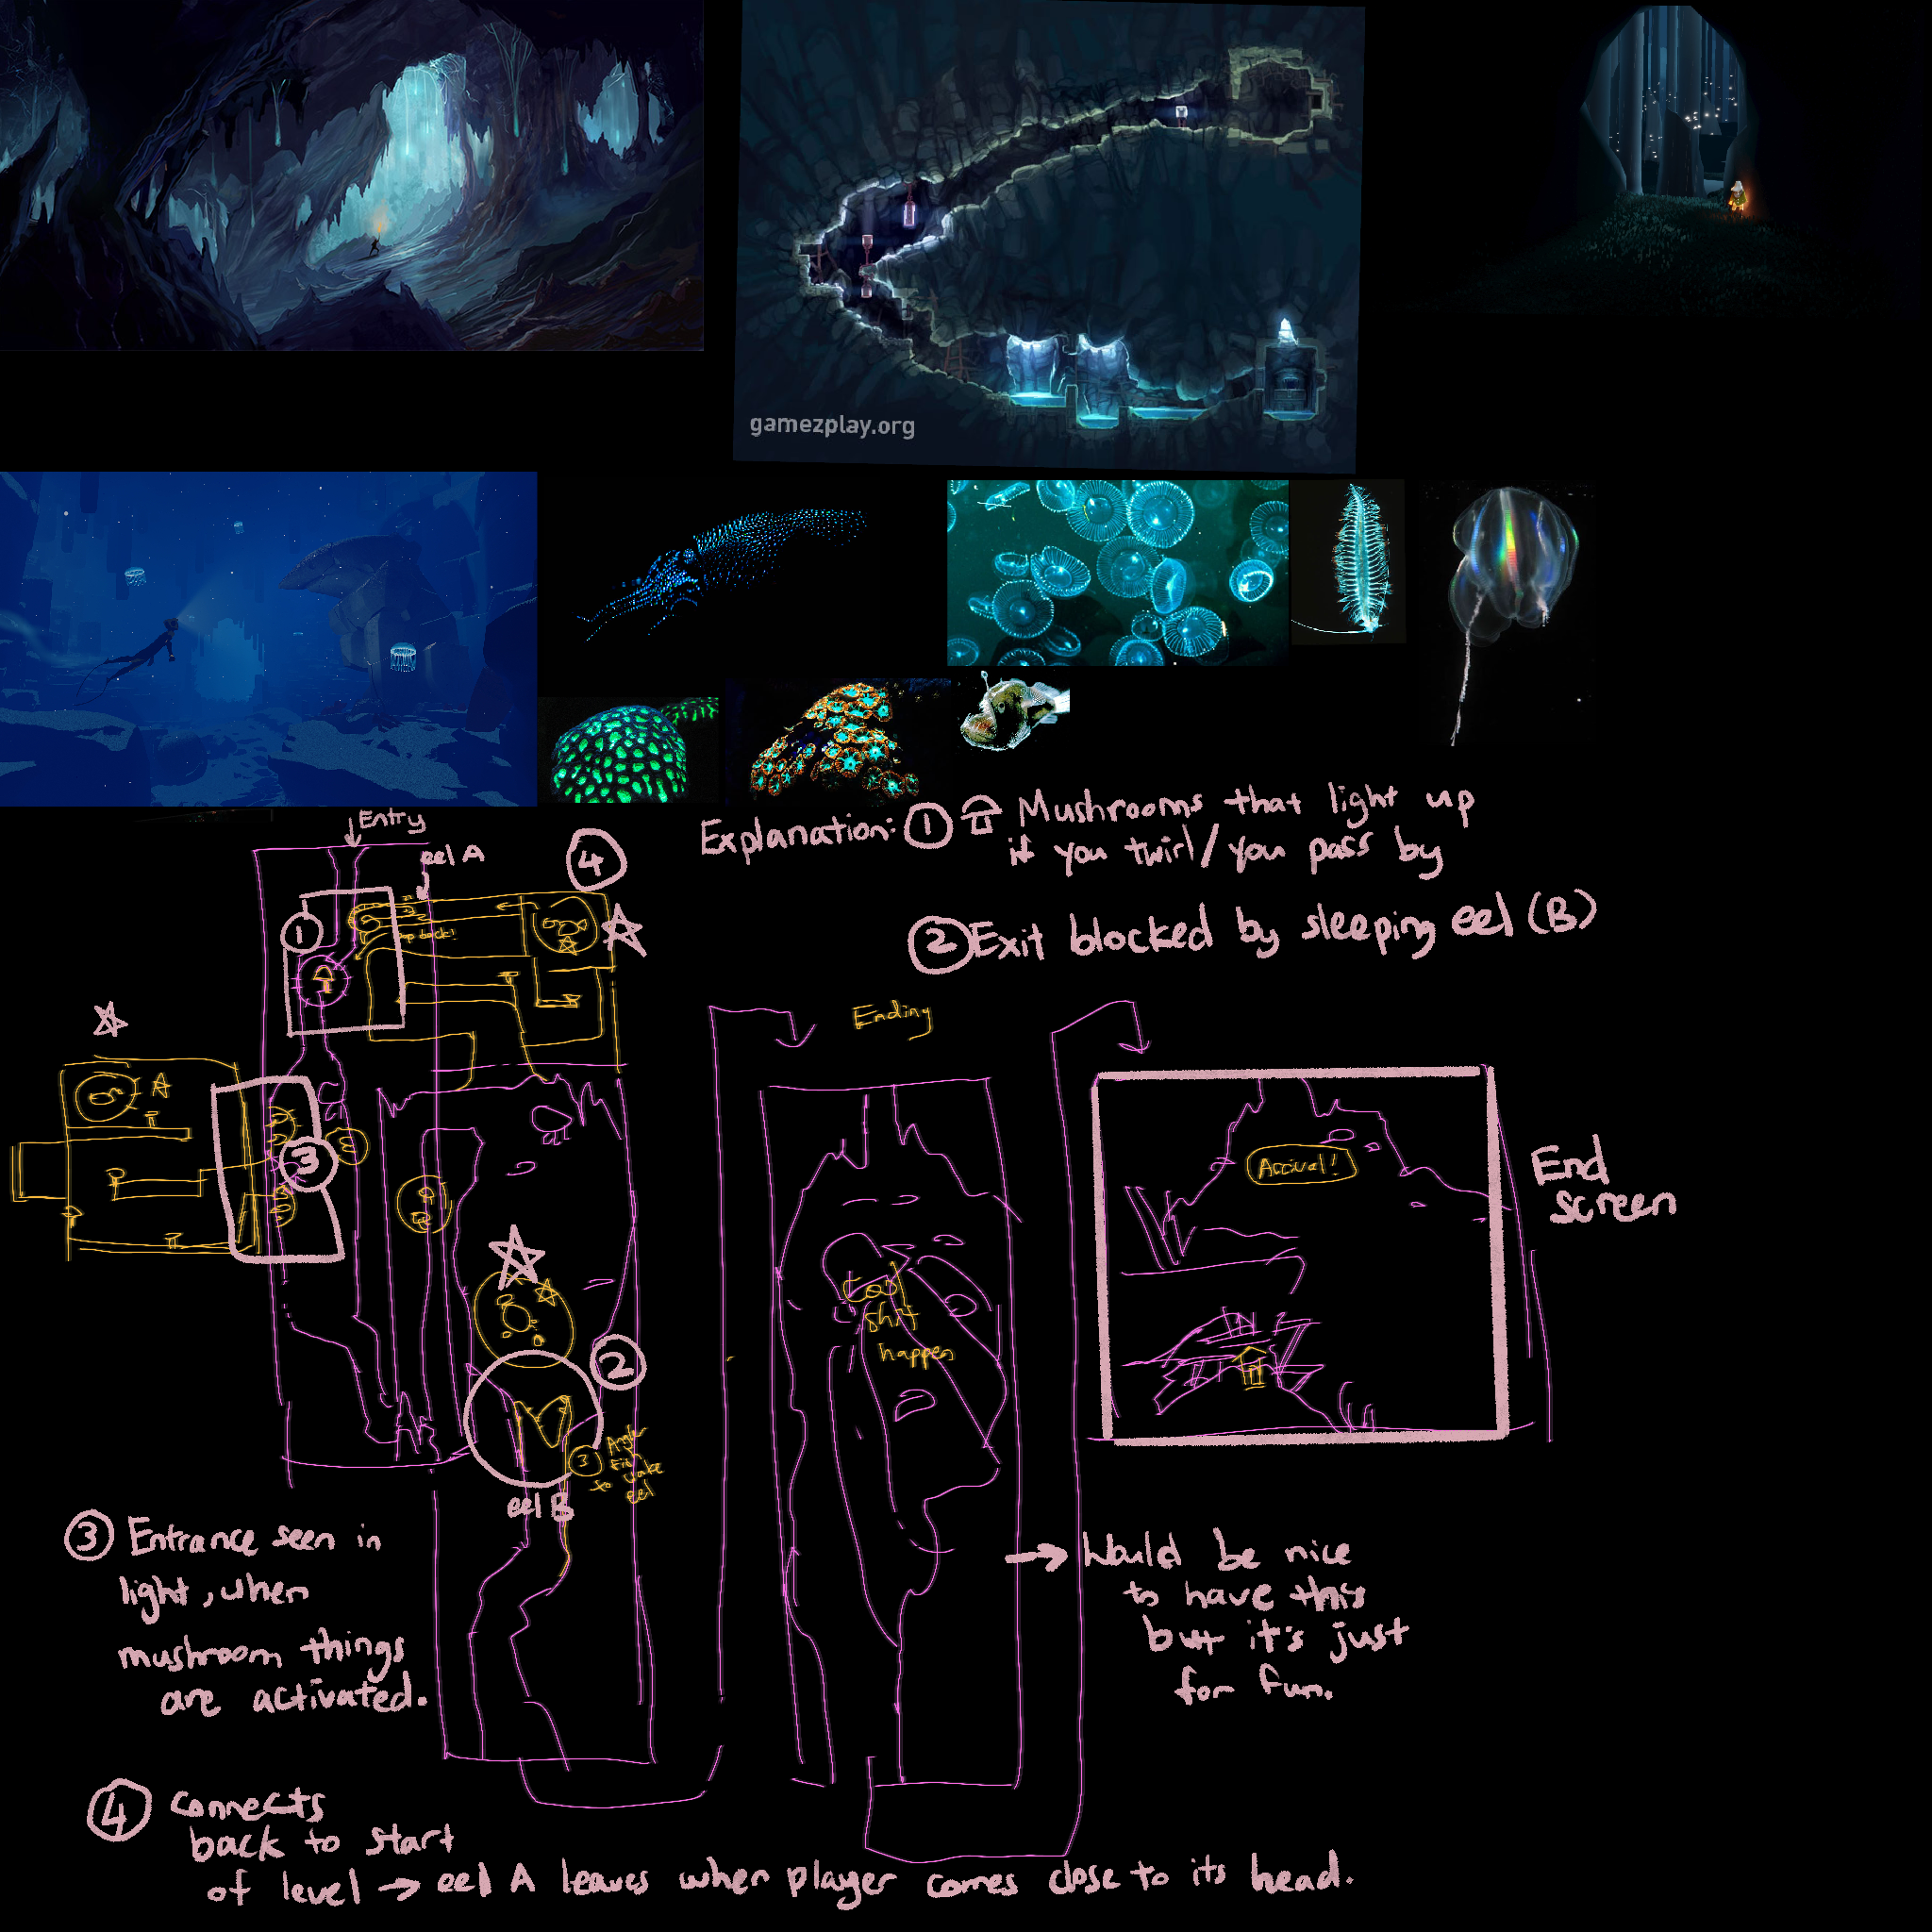 gamezplay.org
Entry
eel A
4
Explanation: 1 Mushrooms that light up
if you twirl/you pass by
1
back!
2 Exit blocked by sleeping eel (B)
Ending
3
Arrival!
End
screen
cool
shit
happen
2
3 Angler
Fish
to wake
eel
eel B
3 Entrance seen in
light, when
mushroom things
are activated.
→ Would be nice
to have this
but it's just
for fun.
4 Connects
back to start
of level → eel A leaves when player comes close to its head.